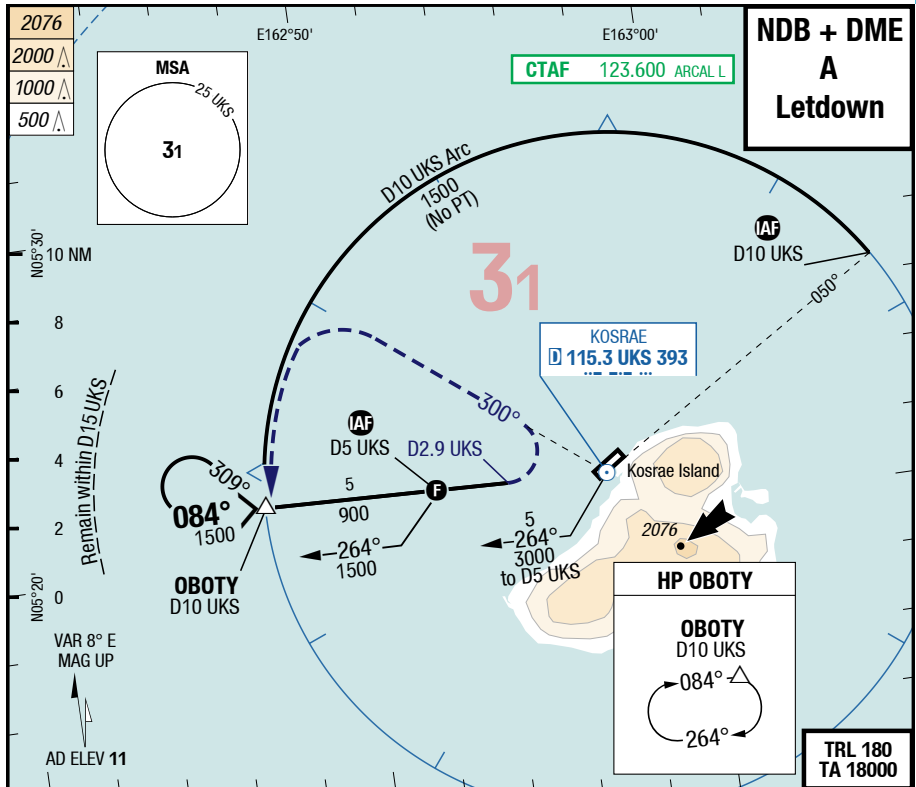 2076
2000
1000
500
E162°50'
E163°00'
NDB + DME
A
Letdown
CTAF 123.600 ARCAL L
MSA
25 UKS
31
D10 UKS Arc
1500
(No PT)
IAF
D10 UKS
050°
31
N05°30'
10 NM
8
6
4
2
0
N05°20'
KOSRAE
D 115.3 UKS 393
300°
IAF
D5 UKS
D2.9 UKS
F
Kosrae Island
Remain within D15 UKS
309°
084°
1500
5
900
264°
1500
5
264°
3000
to D5 UKS
2076
OBOTY
D10 UKS
HP OBOTY
OBOTY
D10 UKS
084°
264°
VAR 8° E
MAG UP
AD ELEV 11
TRL 180
TA 18000